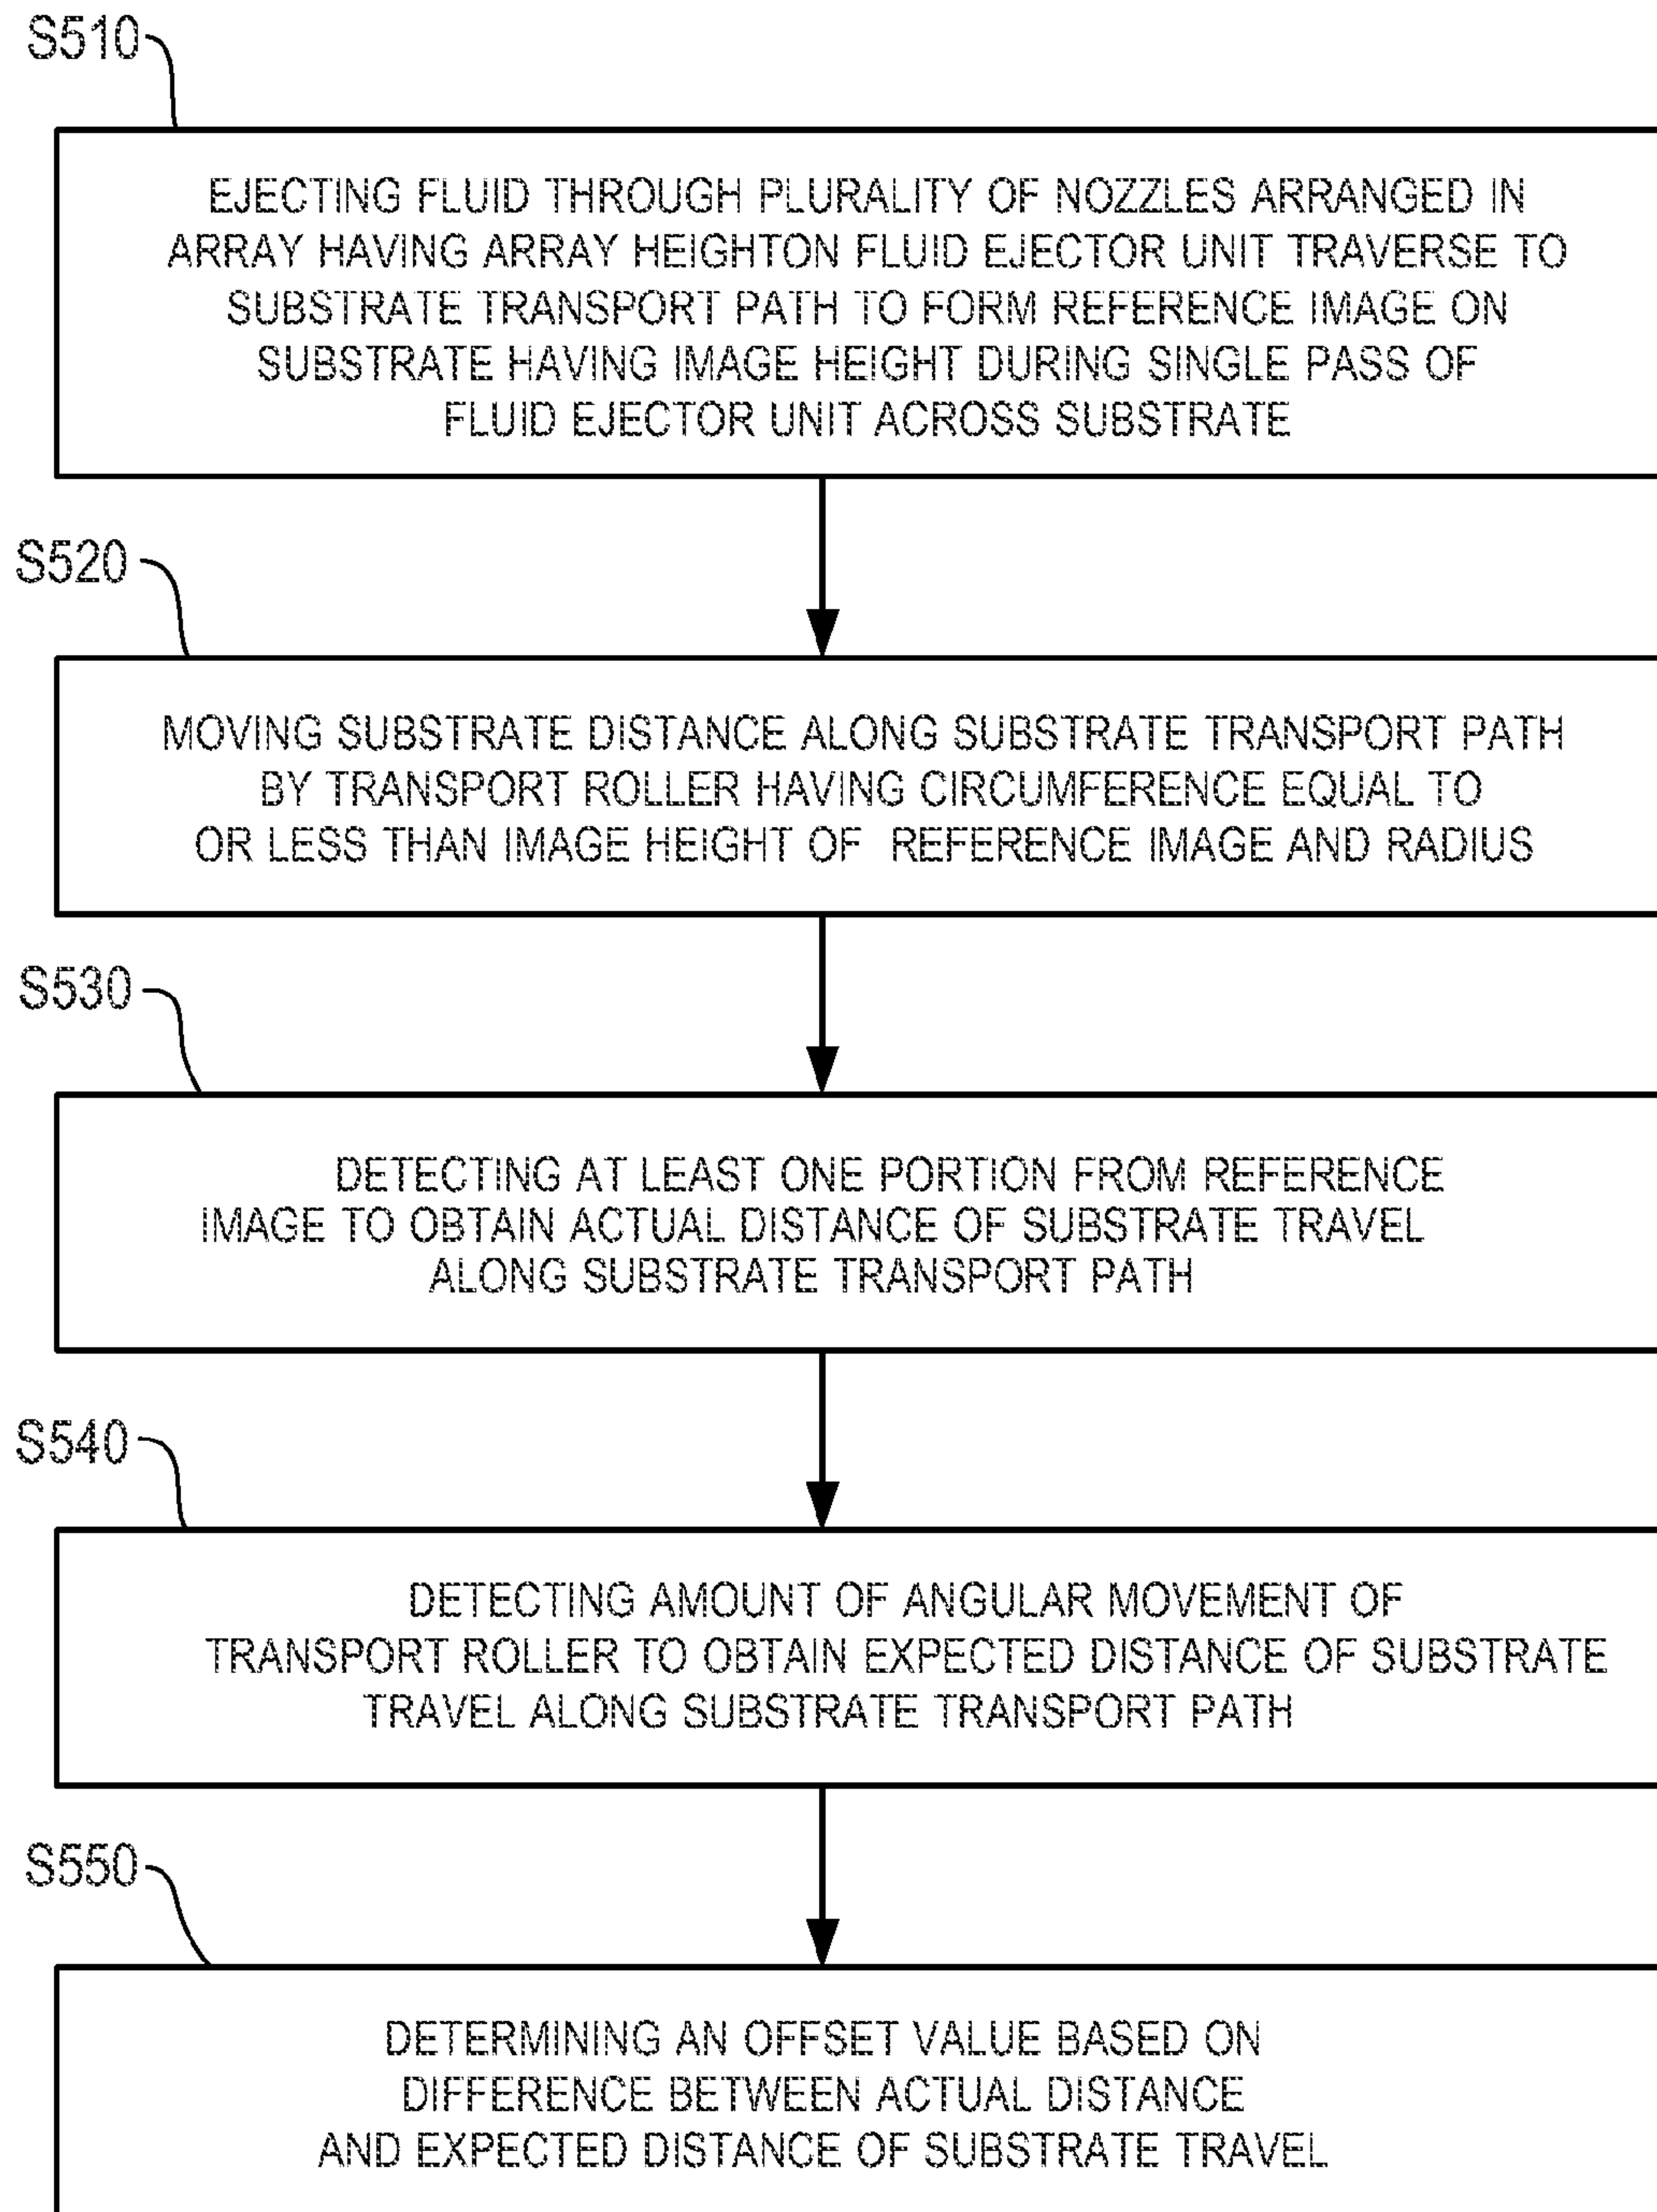 S510
EJECTING FLUID THROUGH PLURALITY OF NOZZLES ARRANGED IN
ARRAY HAVING ARRAY HEIGHTON FLUID EJECTOR UNIT TRAVERSE TO
SUBSTRATE TRANSPORT PATH TO FORM REFERENCE IMAGE ON
SUBSTRATE HAVING IMAGE HEIGHT DURING SINGLE PASS OF
FLUID EJECTOR UNIT ACROSS SUBSTRATE
S520
MOVING SUBSTRATE DISTANCE ALONG SUBSTRATE TRANSPORT PATH
BY TRANSPORT ROLLER HAVING CIRCUMFERENCE EQUAL TO
OR LESS THAN IMAGE HEIGHT OF REFERENCE IMAGE AND RADIUS
S530
DETECTING AT LEAST ONE PORTION FROM REFERENCE
IMAGE TO OBTAIN ACTUAL DISTANCE OF SUBSTRATE TRAVEL
ALONG SUBSTRATE TRANSPORT PATH
S540
DETECTING AMOUNT OF ANGULAR MOVEMENT OF
TRANSPORT ROLLER TO OBTAIN EXPECTED DISTANCE OF SUBSTRATE
TRAVEL ALONG SUBSTRATE TRANSPORT PATH
S550
DETERMINING AN OFFSET VALUE BASED ON
DIFFERENCE BETWEEN ACTUAL DISTANCE
AND EXPECTED DISTANCE OF SUBSTRATE TRAVEL